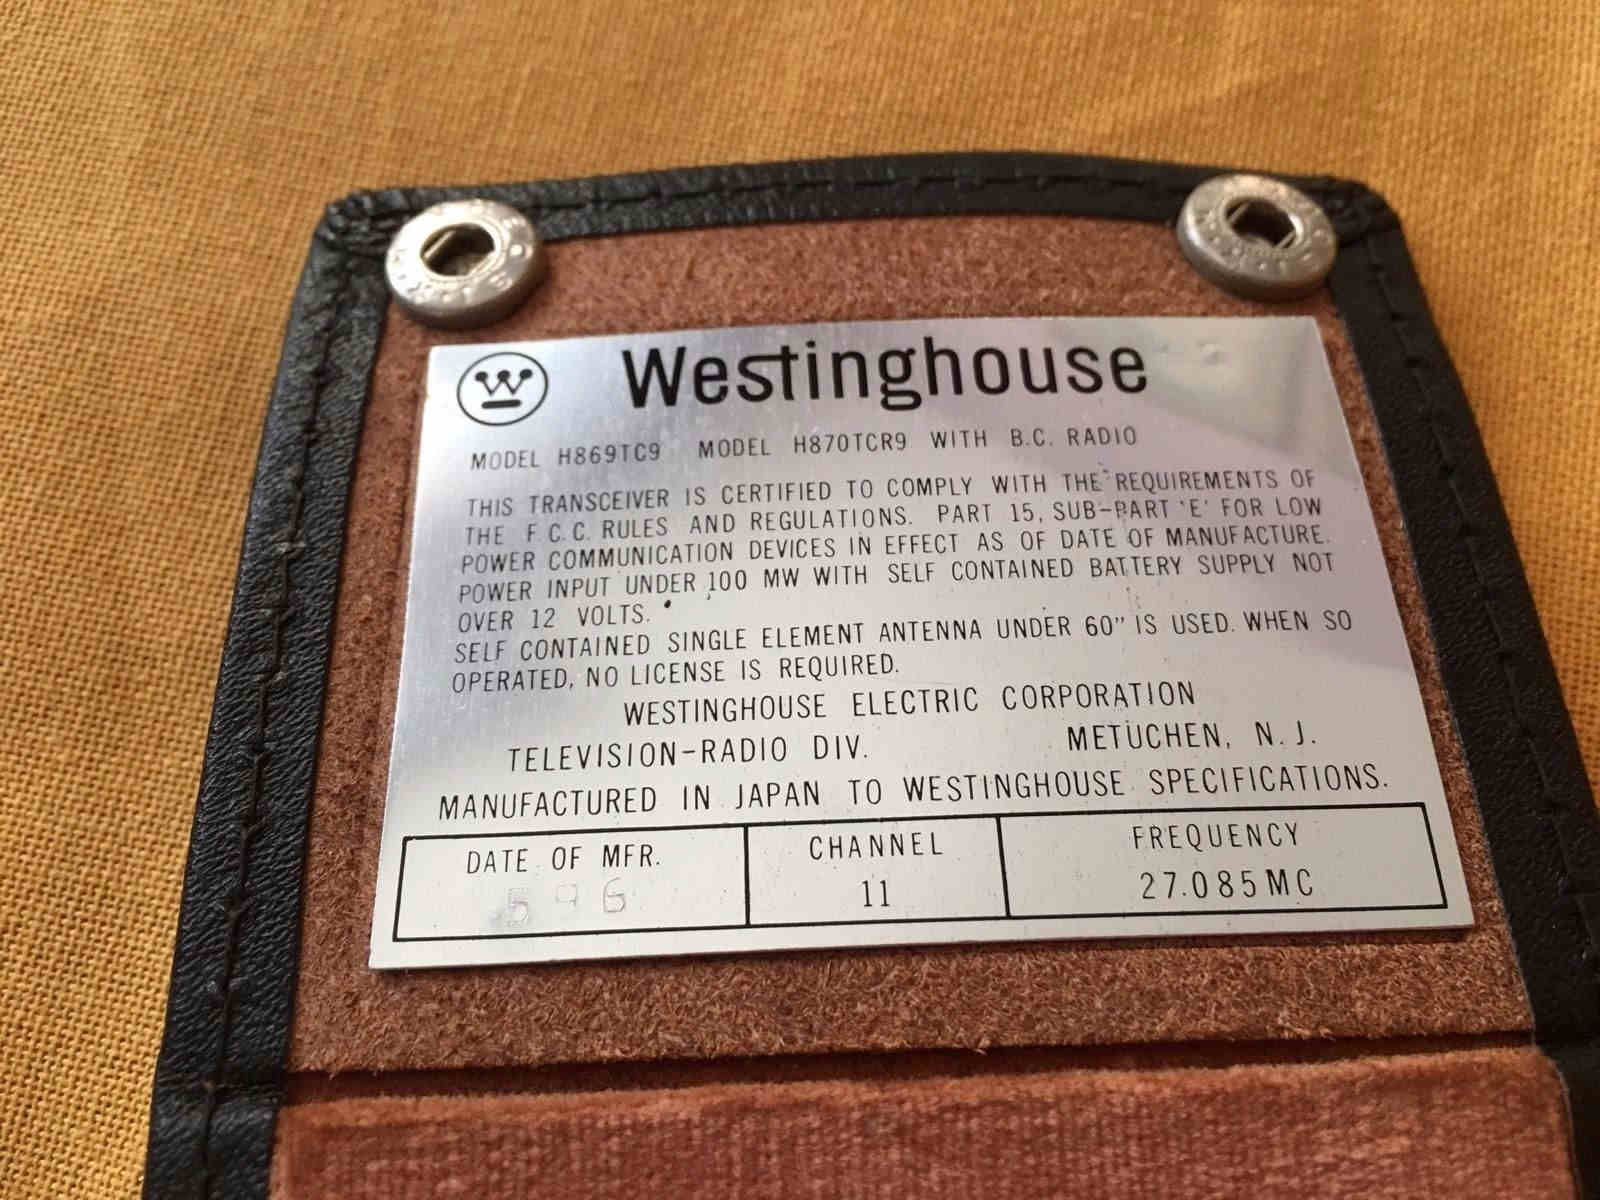 W
Westinghouse
MODEL H869TC9 MODEL H870TCR9 WITH B.C. RADIO
THIS TRANSCEIVER IS CERTIFIED TO COMPLY WITH THE REQUIREMENTS OF
THE F.C.C. RULES AND REGULATIONS. PART 15, SUB-PART 'E' FOR LOW
POWER COMMUNICATION DEVICES IN EFFECT AS OF DATE OF MANUFACTURE.
POWER INPUT UNDER 100 MW WITH SELF CONTAINED BATTERY SUPPLY NOT
OVER 12 VOLTS.
SELF CONTAINED SINGLE ELEMENT ANTENNA UNDER 60" IS USED. WHEN SO
OPERATED, NO LICENSE IS REQUIRED.
WESTINGHOUSE ELECTRIC CORPORATION
TELEVISION-RADIO DIV. METUCHEN, N. J.
MANUFACTURED IN JAPAN TO WESTINGHOUSE SPECIFICATIONS.
DATE OF MFR. CHANNEL FREQUENCY
11 27.085 MC